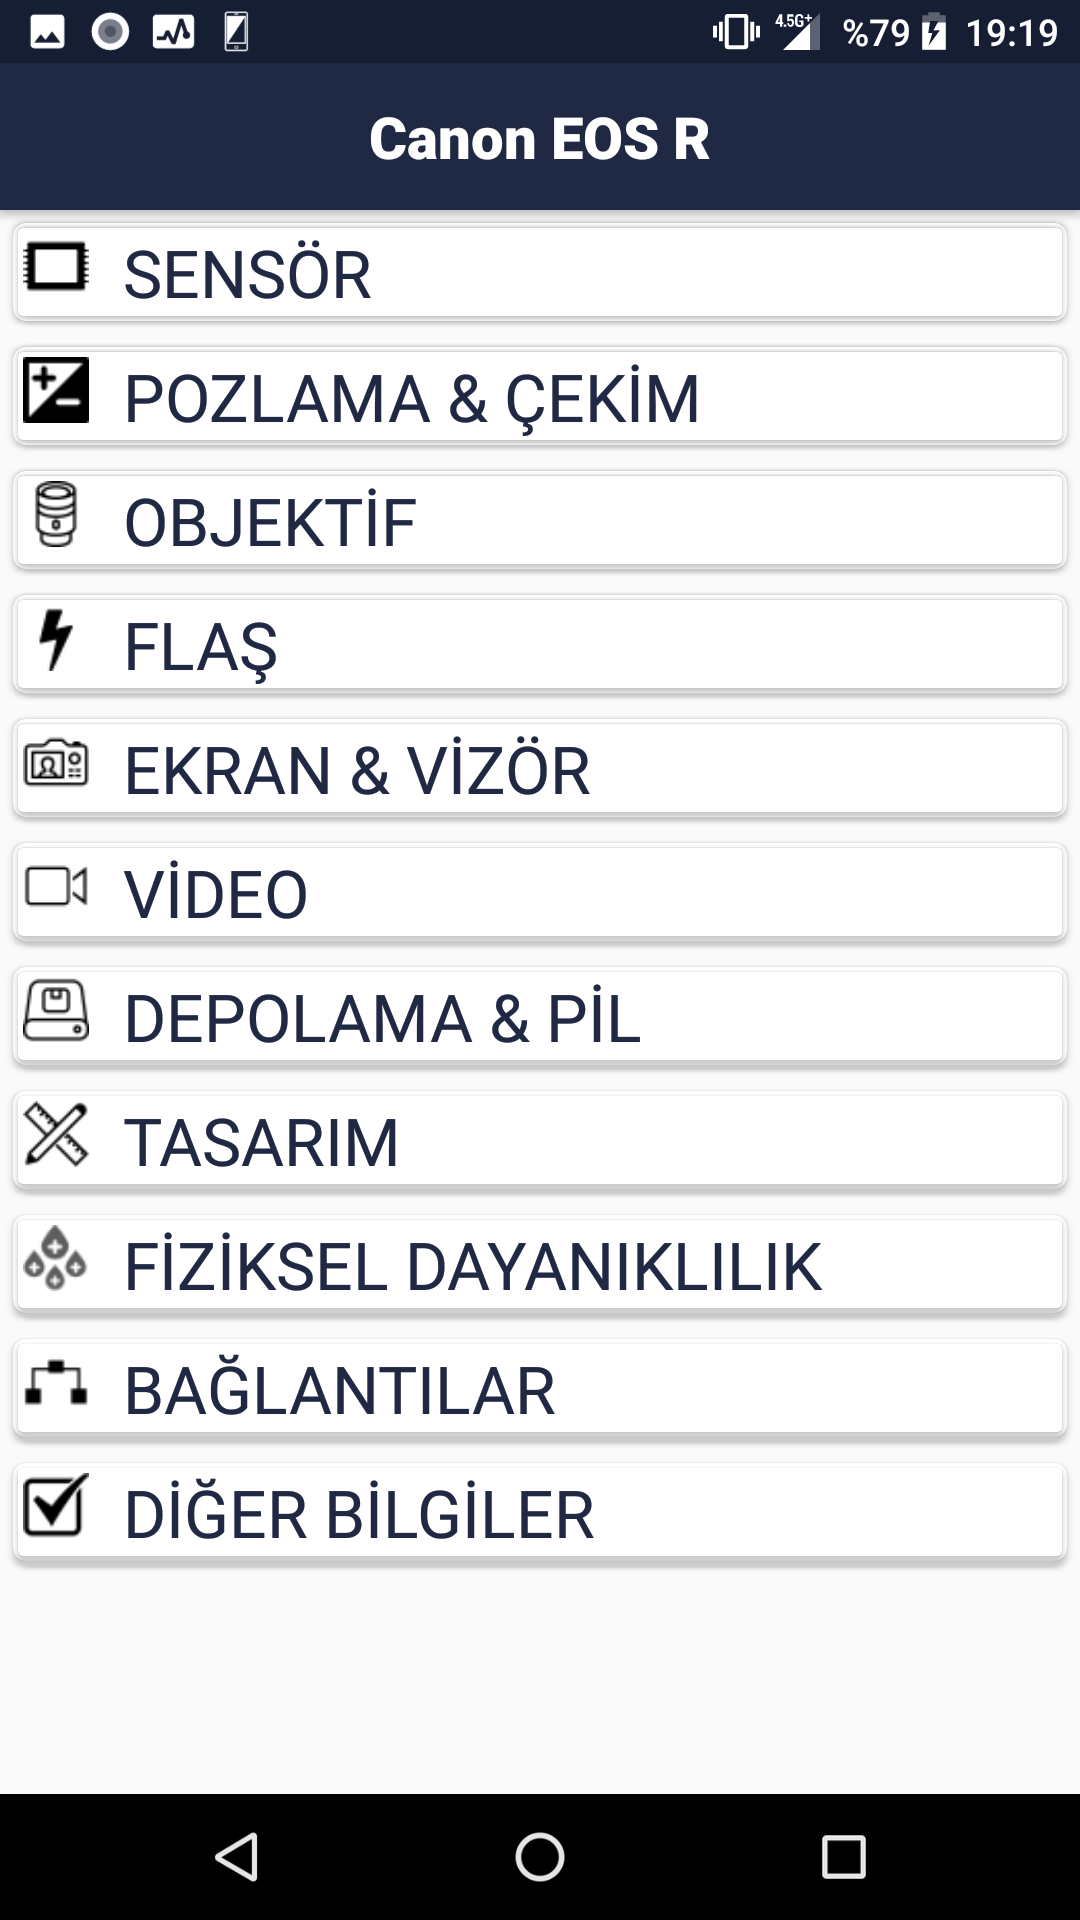 4.5G+ %79 19:19
Canon EOS R
SENSÖR
POZLAMA & ÇEKİM
OBJEKTİF
FLAŞ
EKRAN & VİZÖR
VİDEO
DEPOLAMA & PİL
TASARIM
FİZİKSEL DAYANIKLILIK
BAĞLANTILAR
DİĞER BİLGİLER